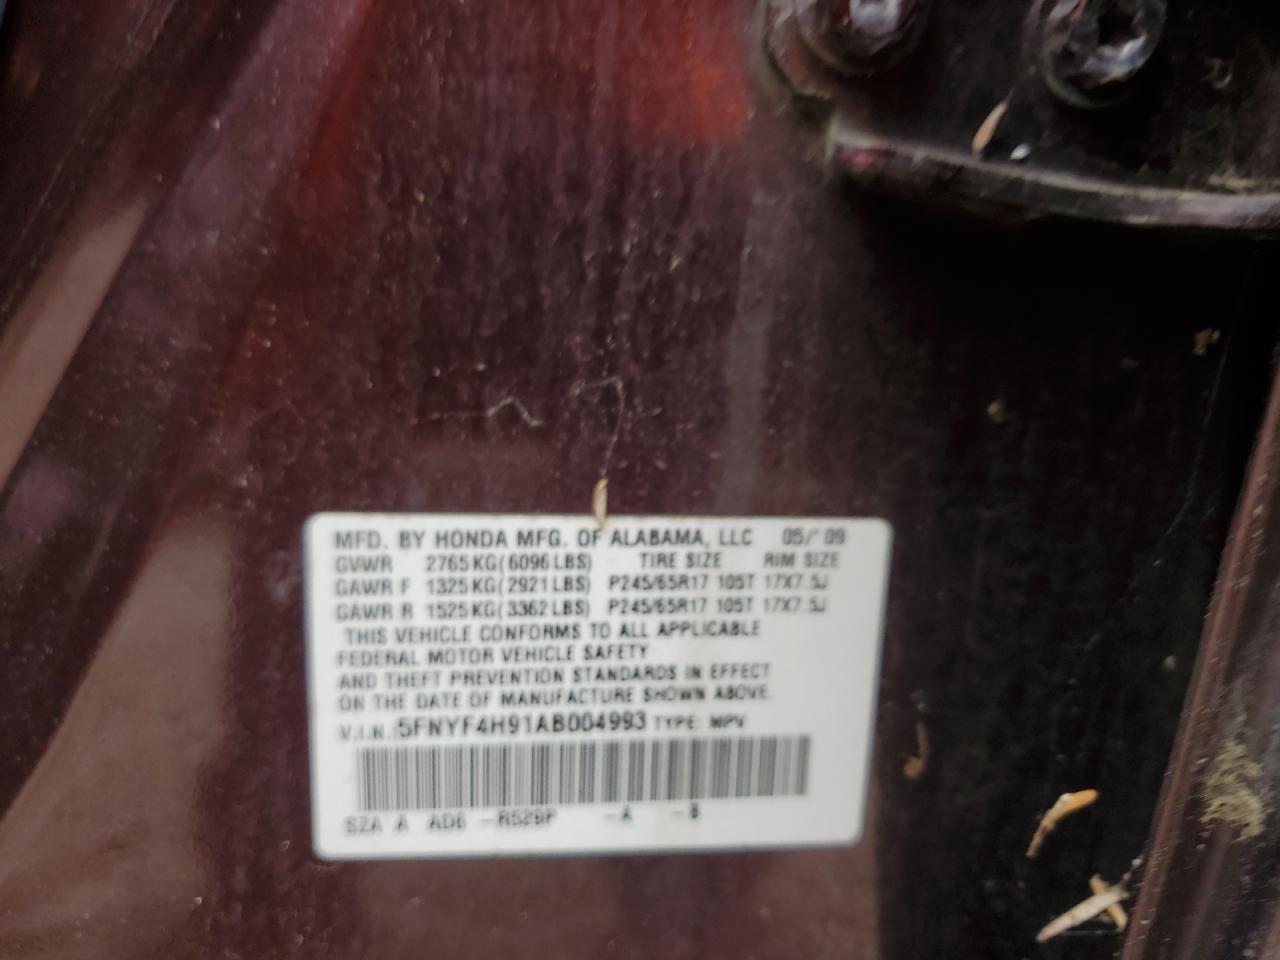 MFD. BY HONDA MFG. OF ALABAMA, LLC 05/'09
GVWR 2765KG(6096LBS) TIRE SIZE RIM SIZE
GAWR F 1325KG(2921LBS) P245/65R17 105T 17X7.5J
GAWR R 1525KG(3362LBS) P245/65R17 105T 17X7.5J
THIS VEHICLE CONFORMS TO ALL APPLICABLE
FEDERAL MOTOR VEHICLE SAFETY
AND THEFT PREVENTION STANDARDS IN EFFECT
ON THE DATE OF MANUFACTURE SHOWN ABOVE.
V.I.N.:5FNYF4H91AB004993 TYPE: MPV
SZA A AD6 -R529P -A -B